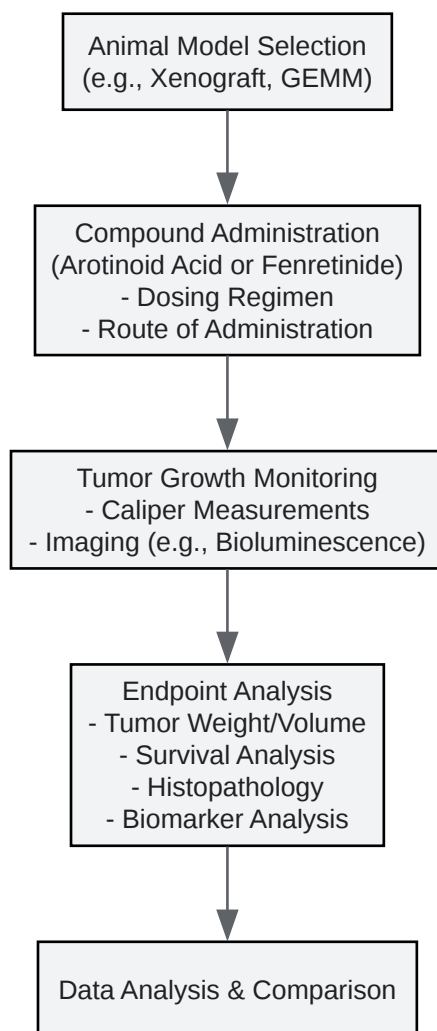 Animal Model Selection
(e.g., Xenograft, GEMM)
Compound Administration
(Arotinoid Acid or Fenretinide)
- Dosing Regimen
- Route of Administration
Tumor Growth Monitoring
- Caliper Measurements
- Imaging (e.g., Bioluminescence)
Endpoint Analysis
- Tumor Weight/Volume
- Survival Analysis
- Histopathology
- Biomarker Analysis
Data Analysis & Comparison